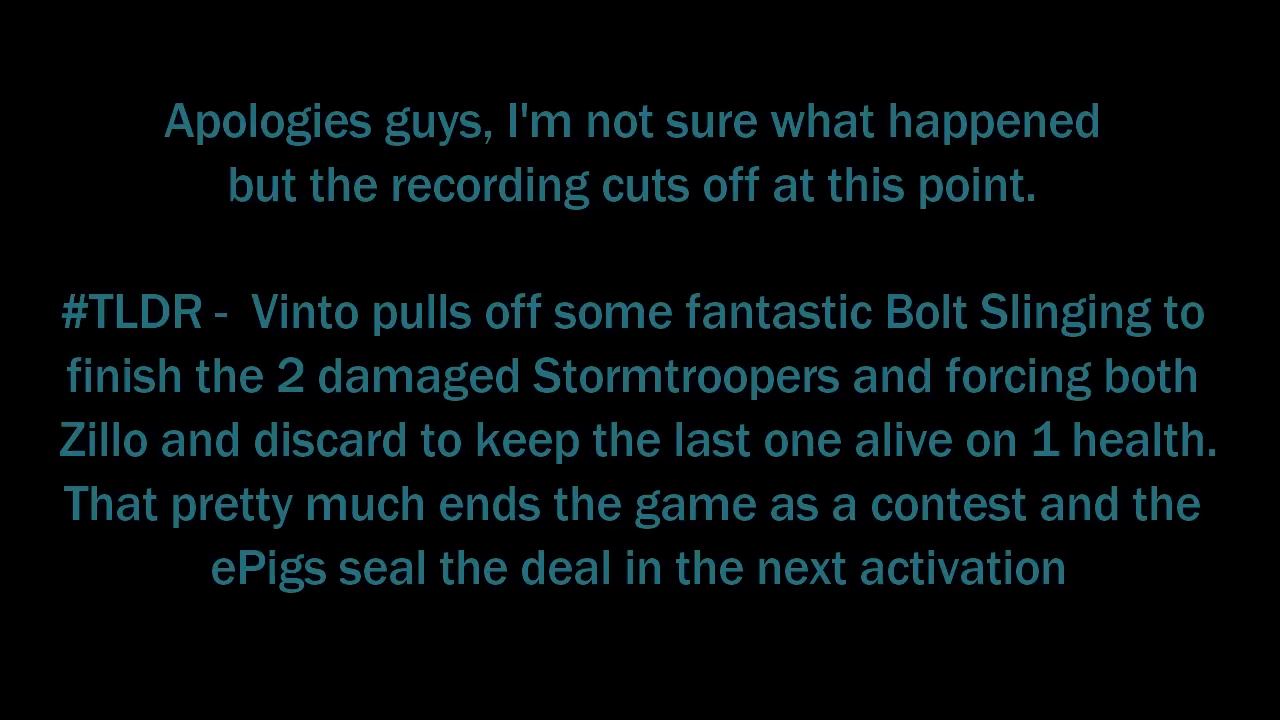 Apologies guys, I'm not sure what happened
but the recording cuts off at this point.
#TLDR -  Vinto pulls off some fantastic Bolt Slinging to
finish the 2 damaged Stormtroopers and forcing both
Zillo and discard to keep the last one alive on 1 health.
That pretty much ends the game as a contest and the
ePigs seal the deal in the next activation